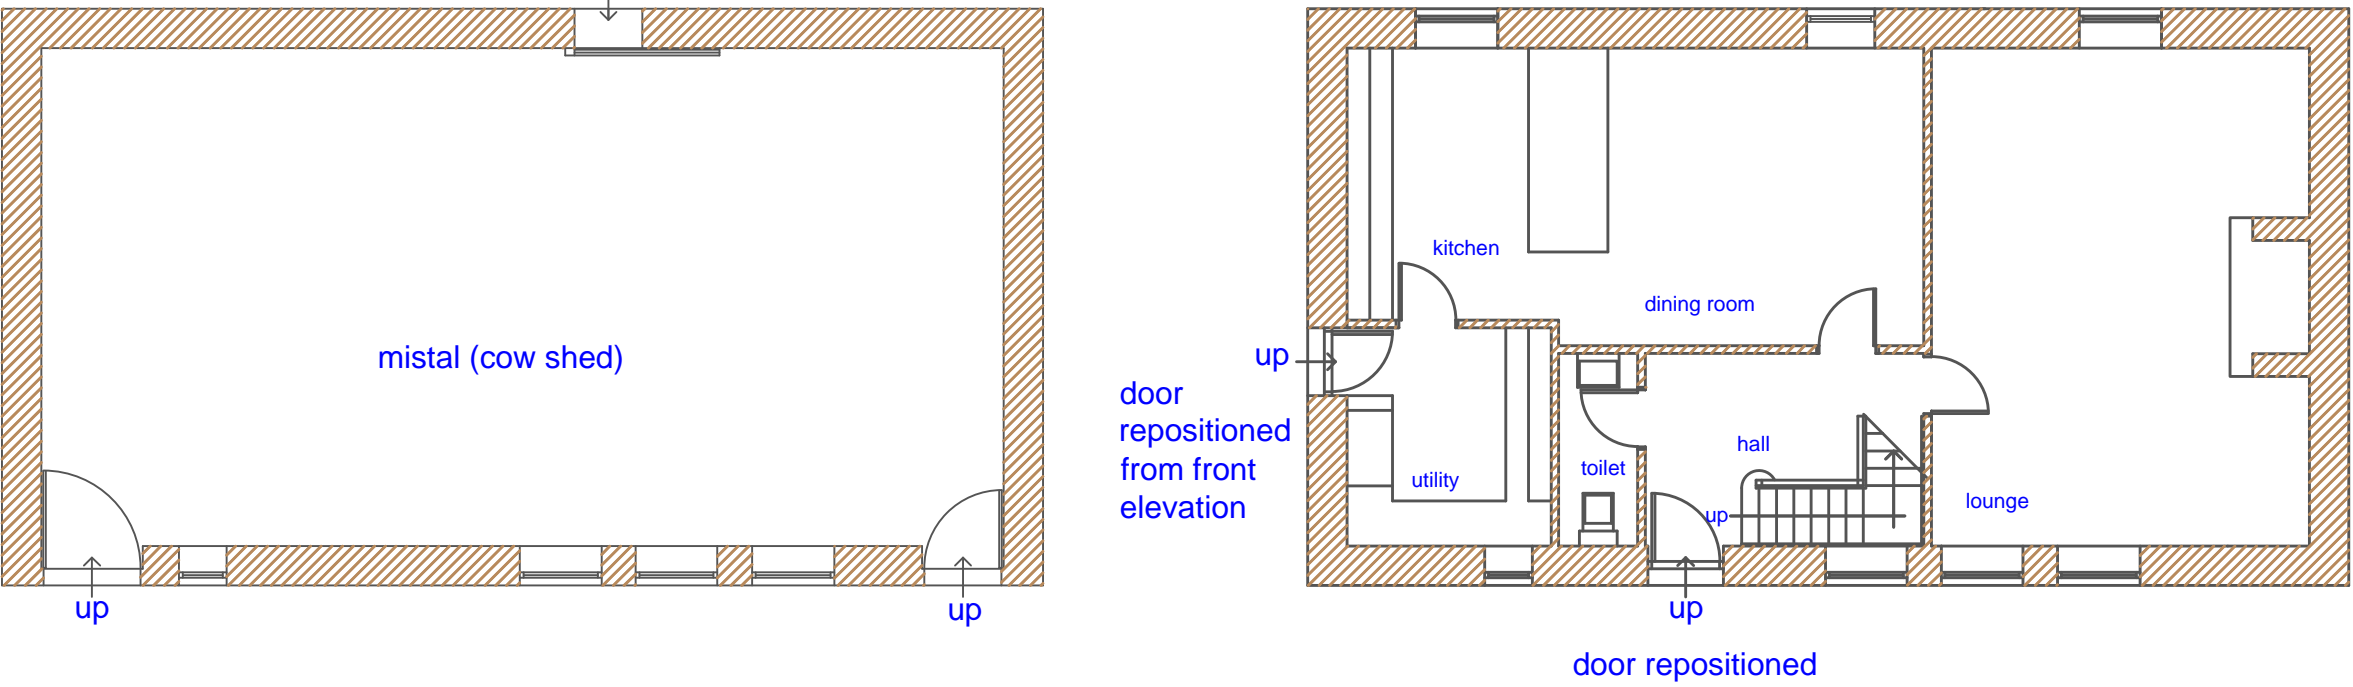 mistal (cow shed)
up
up
kitchen
dining room
up
door
repositioned
from front
elevation
hall
toilet
utility
lounge
up
up
door repositioned